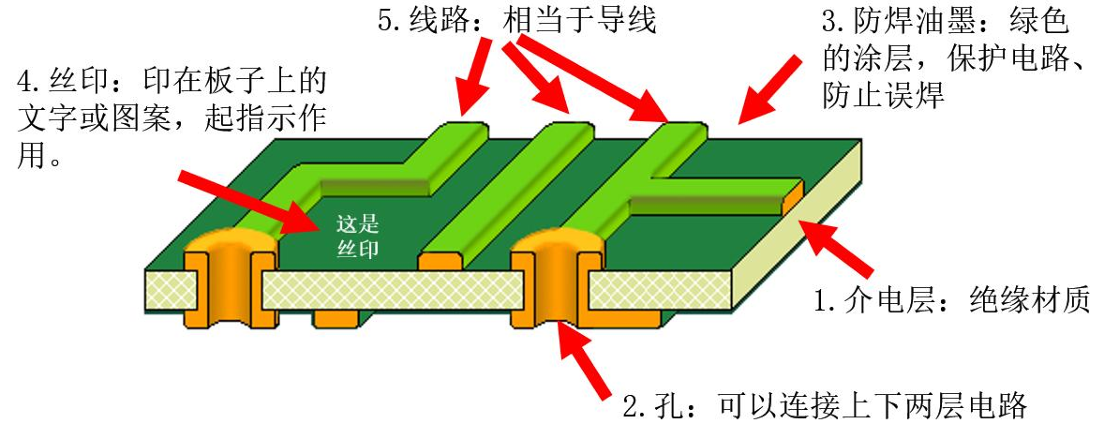 5.线路：相当于导线
3.防焊油墨：绿色
的涂层，保护电路、
防止误焊
4.丝印：印在板子上的
文字或图案，起指示作
用。
这是
丝印
1.介电层：绝缘材质
2.孔：可以连接上下两层电路